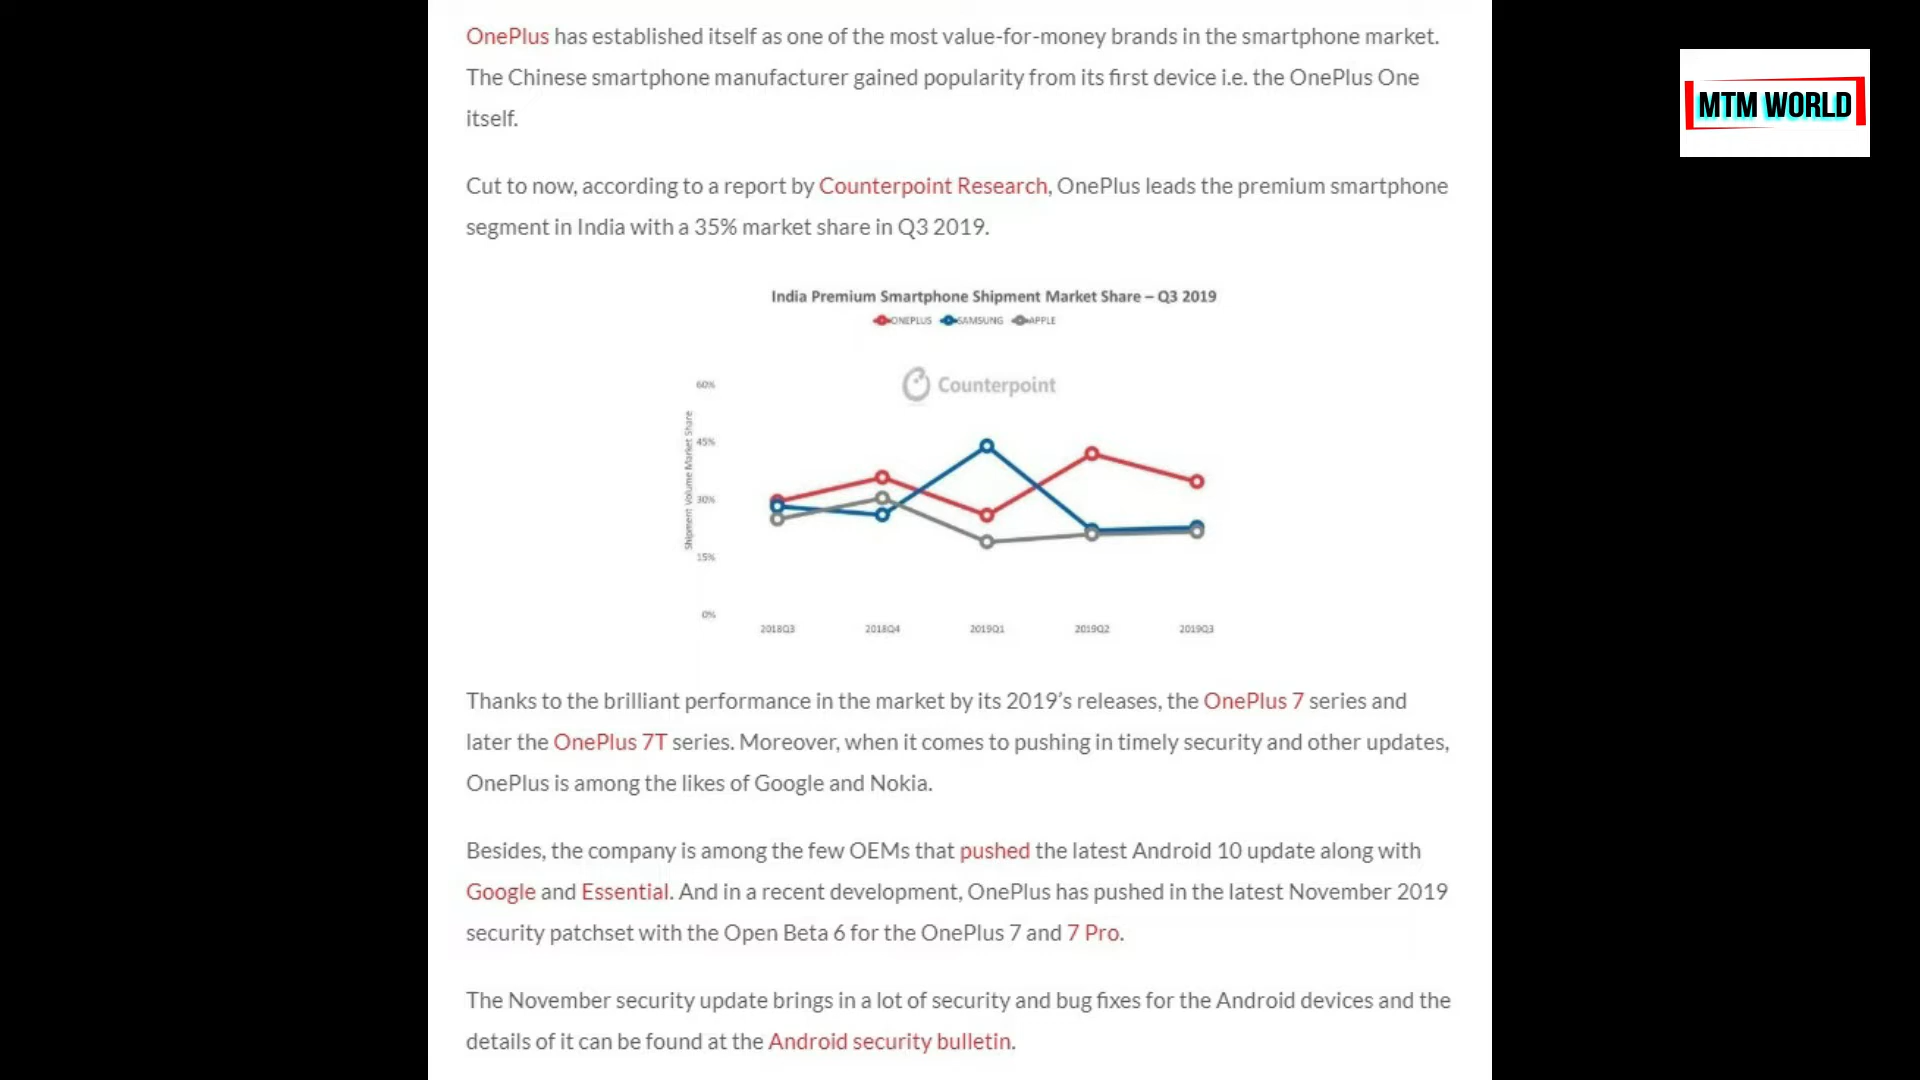 OnePlus has established itself as one of the most value-for-money brands in the smartphone market.
The Chinese smartphone manufacturer gained popularity from its first device i.e. the OnePlus One
itself.
MTM WORLD
Cut to now, according to a report by Counterpoint Research, OnePlus leads the premium smartphone
segment in India with a 35% market share in Q3 2019.
India Premium Smartphone Shipment Market Share – Q3 2019
ONEPLUS SAMSUNG APPLE
Counterpoint
Shipment Volume Market Share
60%
45%
30%
15%
0%
2018Q3 2018Q4 2019Q1 2019Q2 2019Q3
Thanks to the brilliant performance in the market by its 2019's releases, the OnePlus 7 series and
later the OnePlus 7T series. Moreover, when it comes to pushing in timely security and other updates,
OnePlus is among the likes of Google and Nokia.
Besides, the company is among the few OEMs that pushed the latest Android 10 update along with
Google and Essential. And in a recent development, OnePlus has pushed in the latest November 2019
security patchset with the Open Beta 6 for the OnePlus 7 and 7 Pro.
The November security update brings in a lot of security and bug fixes for the Android devices and the
details of it can be found at the Android security bulletin.